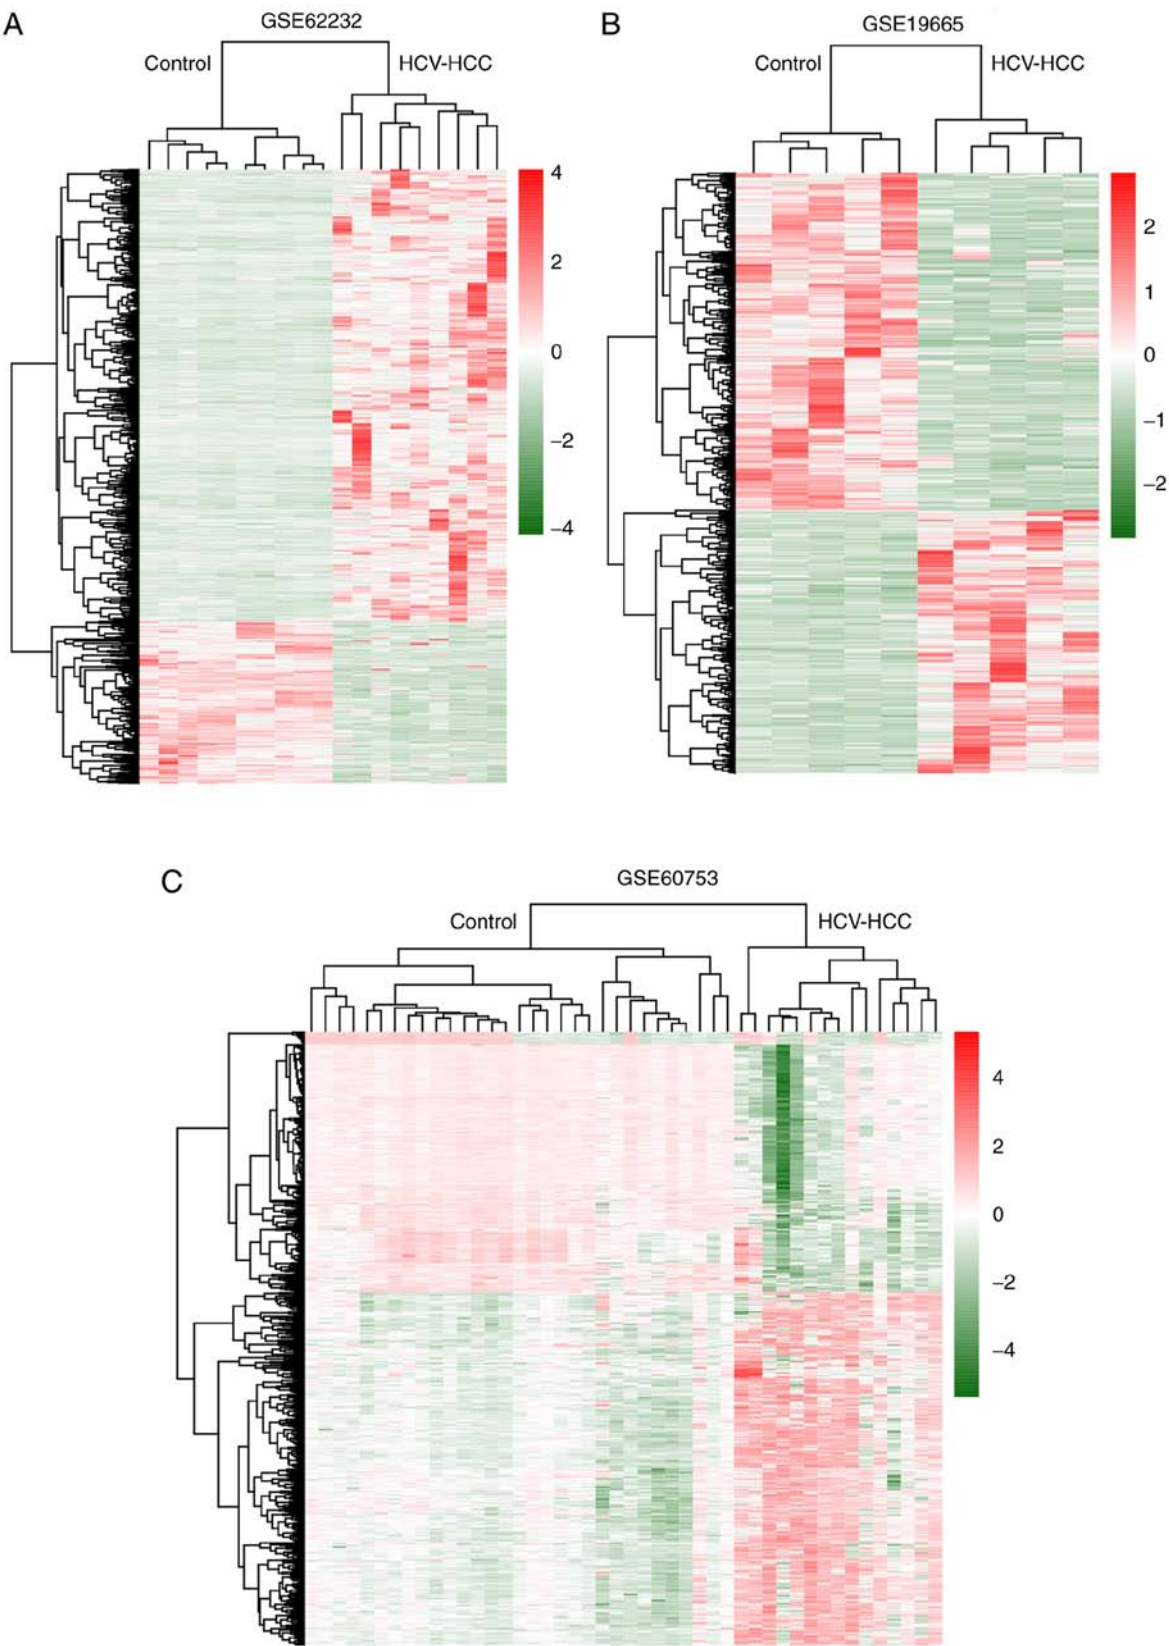 A
GSE62232
Control
HCV-HCC
4
2
0
−2
−4
B
GSE19665
Control
HCV-HCC
2
1
0
−1
−2
C
GSE60753
Control
HCV-HCC
4
2
0
−2
−4